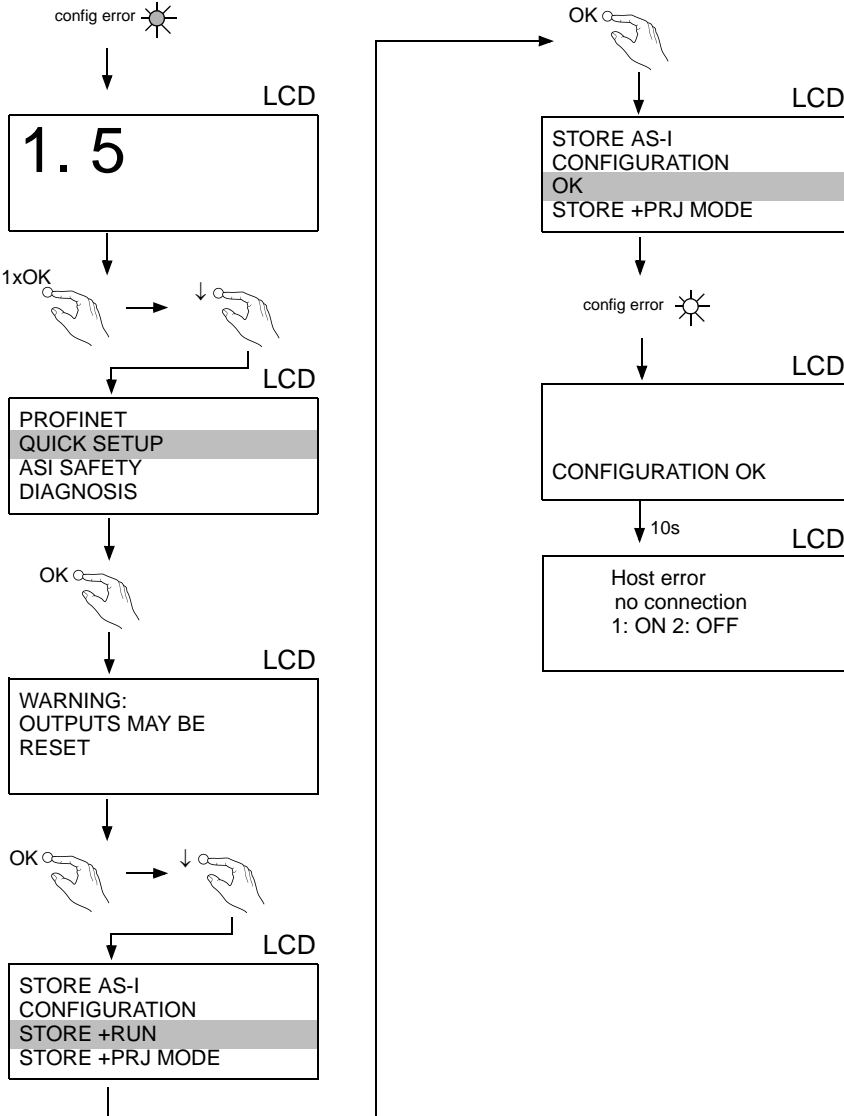 config error
LCD
1. 5
1xOK
↓
LCD
PROFINET
QUICK SETUP
ASI SAFETY
DIAGNOSIS
OK
LCD
WARNING:
OUTPUTS MAY BE
RESET
OK
↓
LCD
STORE AS-I
CONFIGURATION
STORE +RUN
STORE +PRJ MODE
OK
LCD
STORE AS-I
CONFIGURATION
OK
STORE +PRJ MODE
config error
LCD
CONFIGURATION OK
10s
LCD
Host error
no connection
1: ON 2: OFF